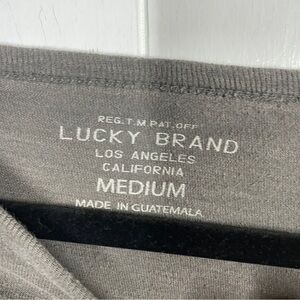 REG.T.M.PAT.OFF
LUCKY BRAND
LOS ANGELES
CALIFORNIA
MEDIUM
MADE IN GUATEMALA